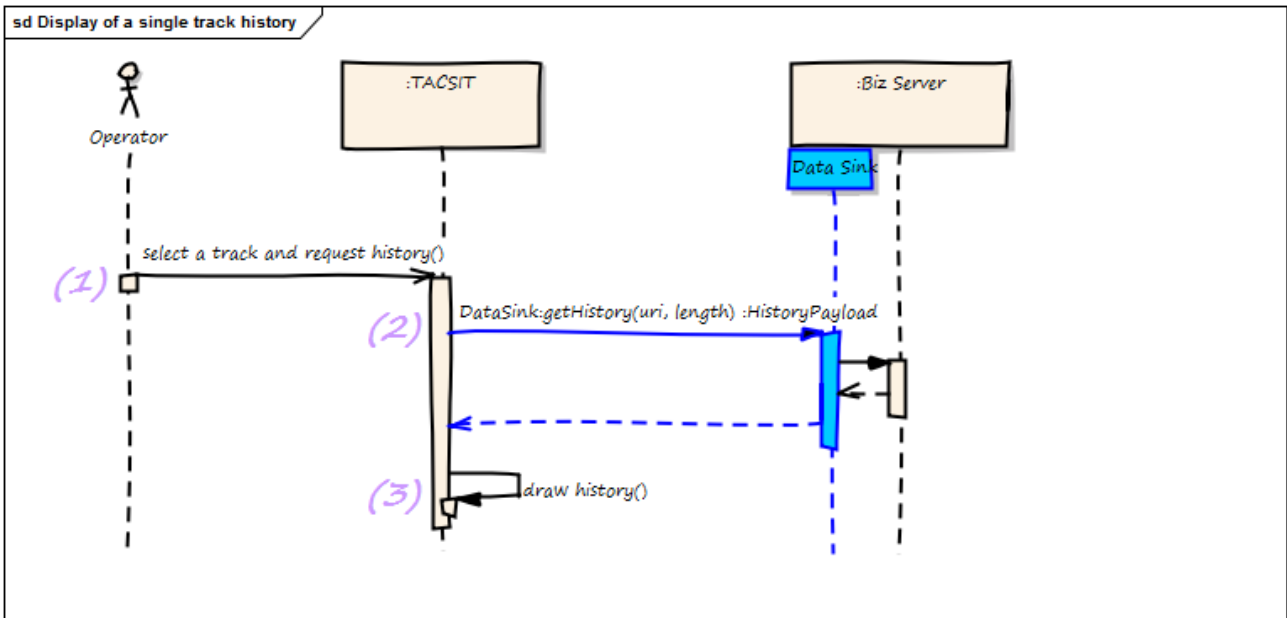 sd Display of a single track history
Operator
:TACSIT
:Biz Server
Data Sink
select a track and request history()
(1)
DataSink:getHistory(uri, length) :HistoryPayload
(2)
draw history()
(3)